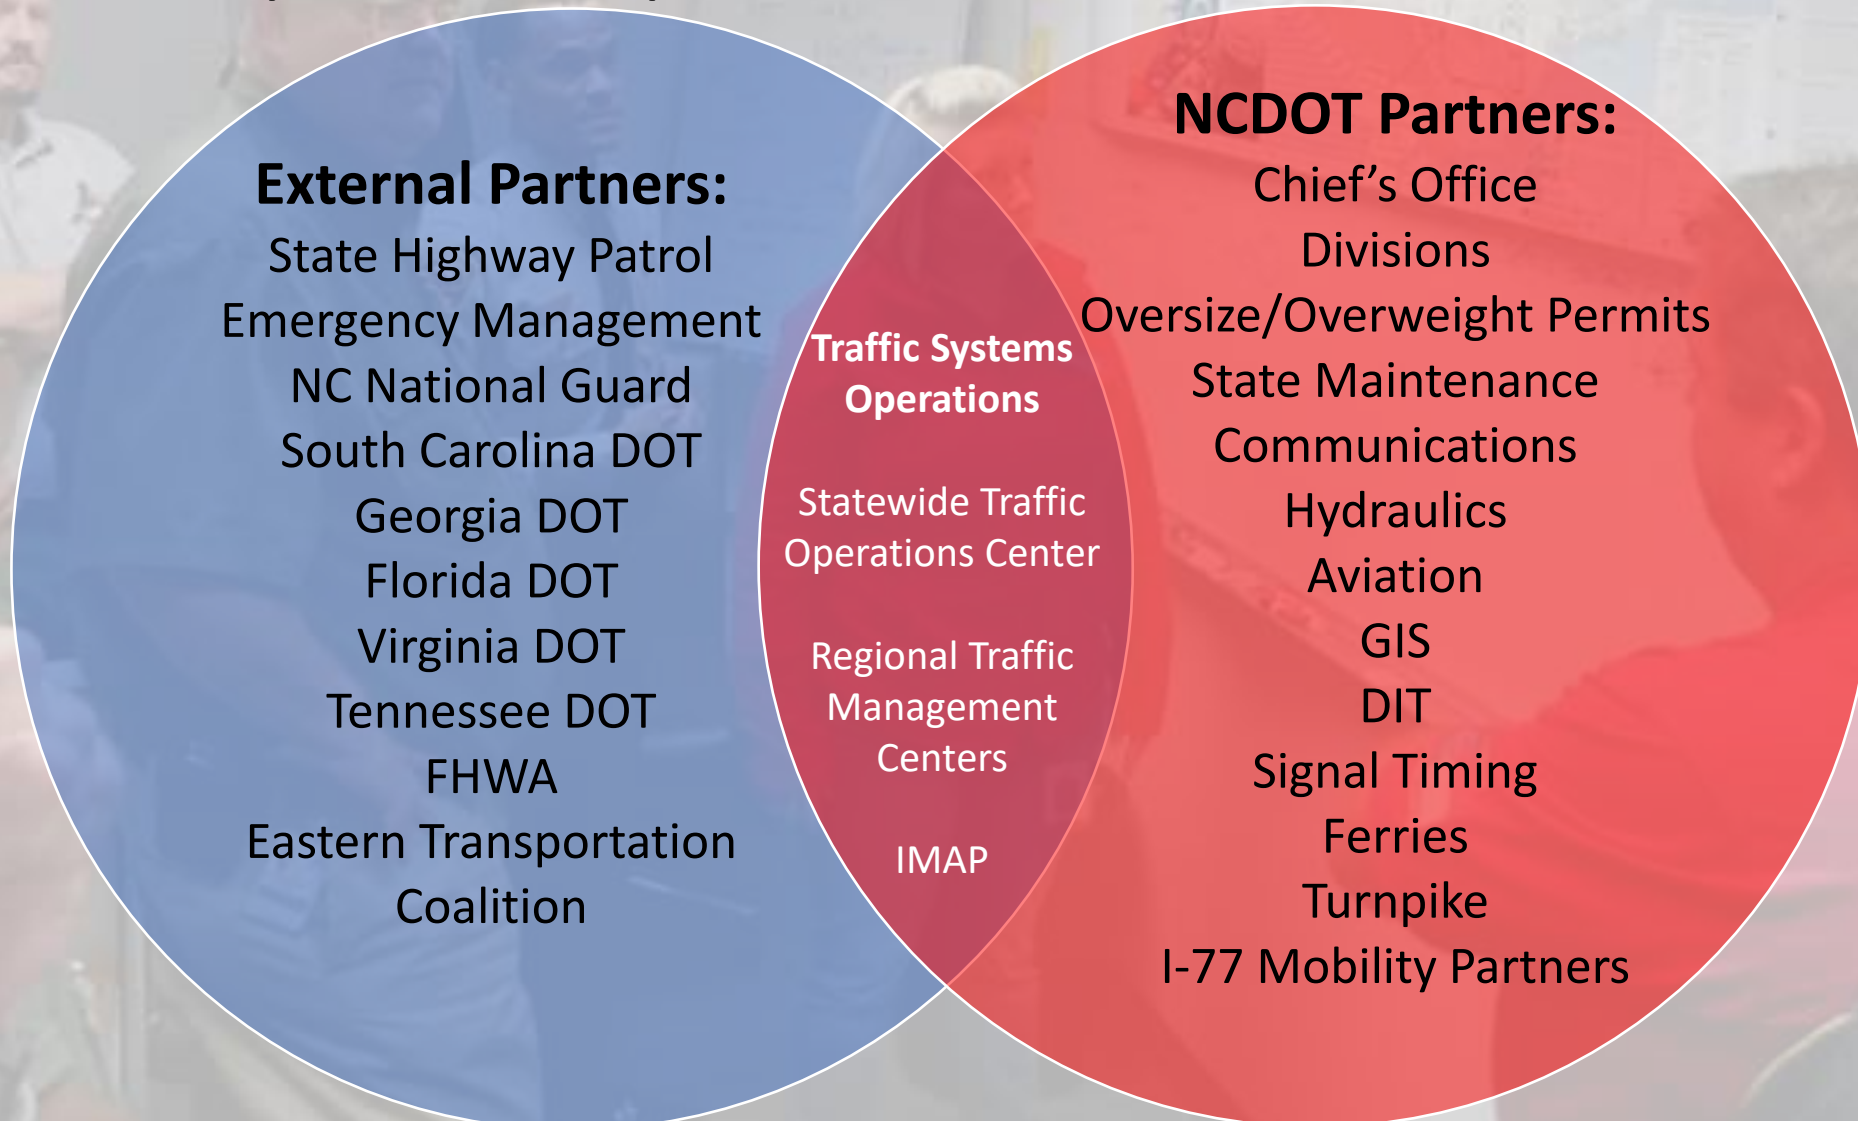 External Partners:
State Highway Patrol
Emergency Management
NC National Guard
South Carolina DOT
Georgia DOT
Florida DOT
Virginia DOT
Tennessee DOT
FHWA
Eastern Transportation
Coalition
Traffic Systems
Operations
Statewide Traffic
Operations Center
Regional Traffic
Management
Centers
IMAP
NCDOT Partners:
Chief’s Office
Divisions
Oversize/Overweight Permits
State Maintenance
Communications
Hydraulics
Aviation
GIS
DIT
Signal Timing
Ferries
Turnpike
I-77 Mobility Partners